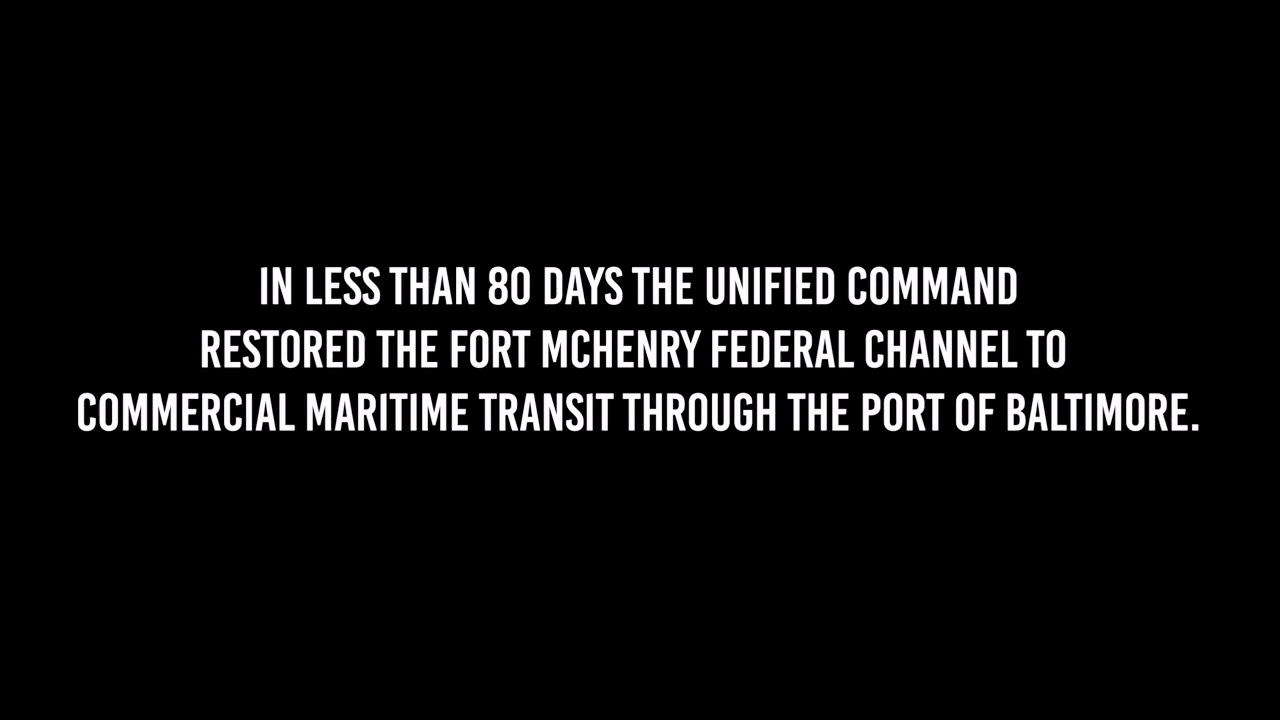 IN LESS THAN 80 DAYS THE UNIFIED COMMAND
RESTORED THE FORT MCHENRY FEDERAL CHANNEL TO
COMMERCIAL MARITIME TRANSIT THROUGH THE PORT OF BALTIMORE.